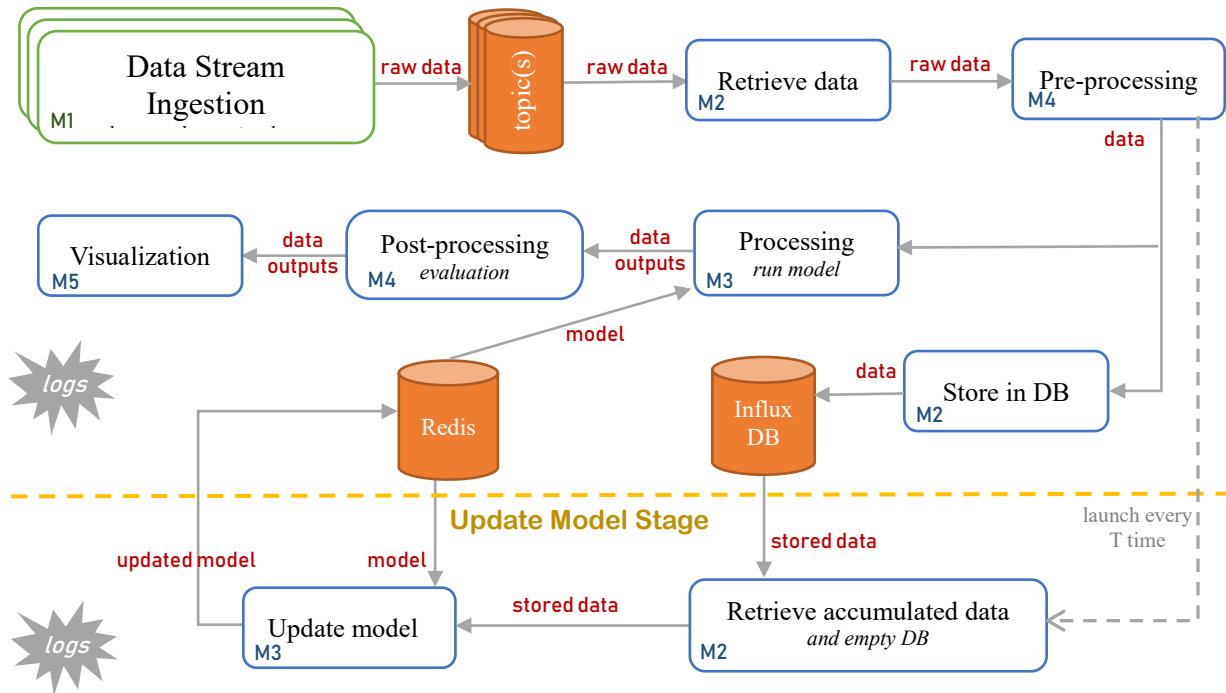 Data Stream
Ingestion
M1
raw data
topic(s)
raw data
Retrieve data
M2
raw data
Pre-processing
M4
data
Visualization
M5
data
outputs
Post-processing
evaluation
M4
data
outputs
Processing
run model
M3
model
logs
Redis
Influx
DB
data
Store in DB
M2
Update Model Stage
launch every
T time
updated model
model
stored data
logs
Update model
M3
stored data
Retrieve accumulated data
and empty DB
M2